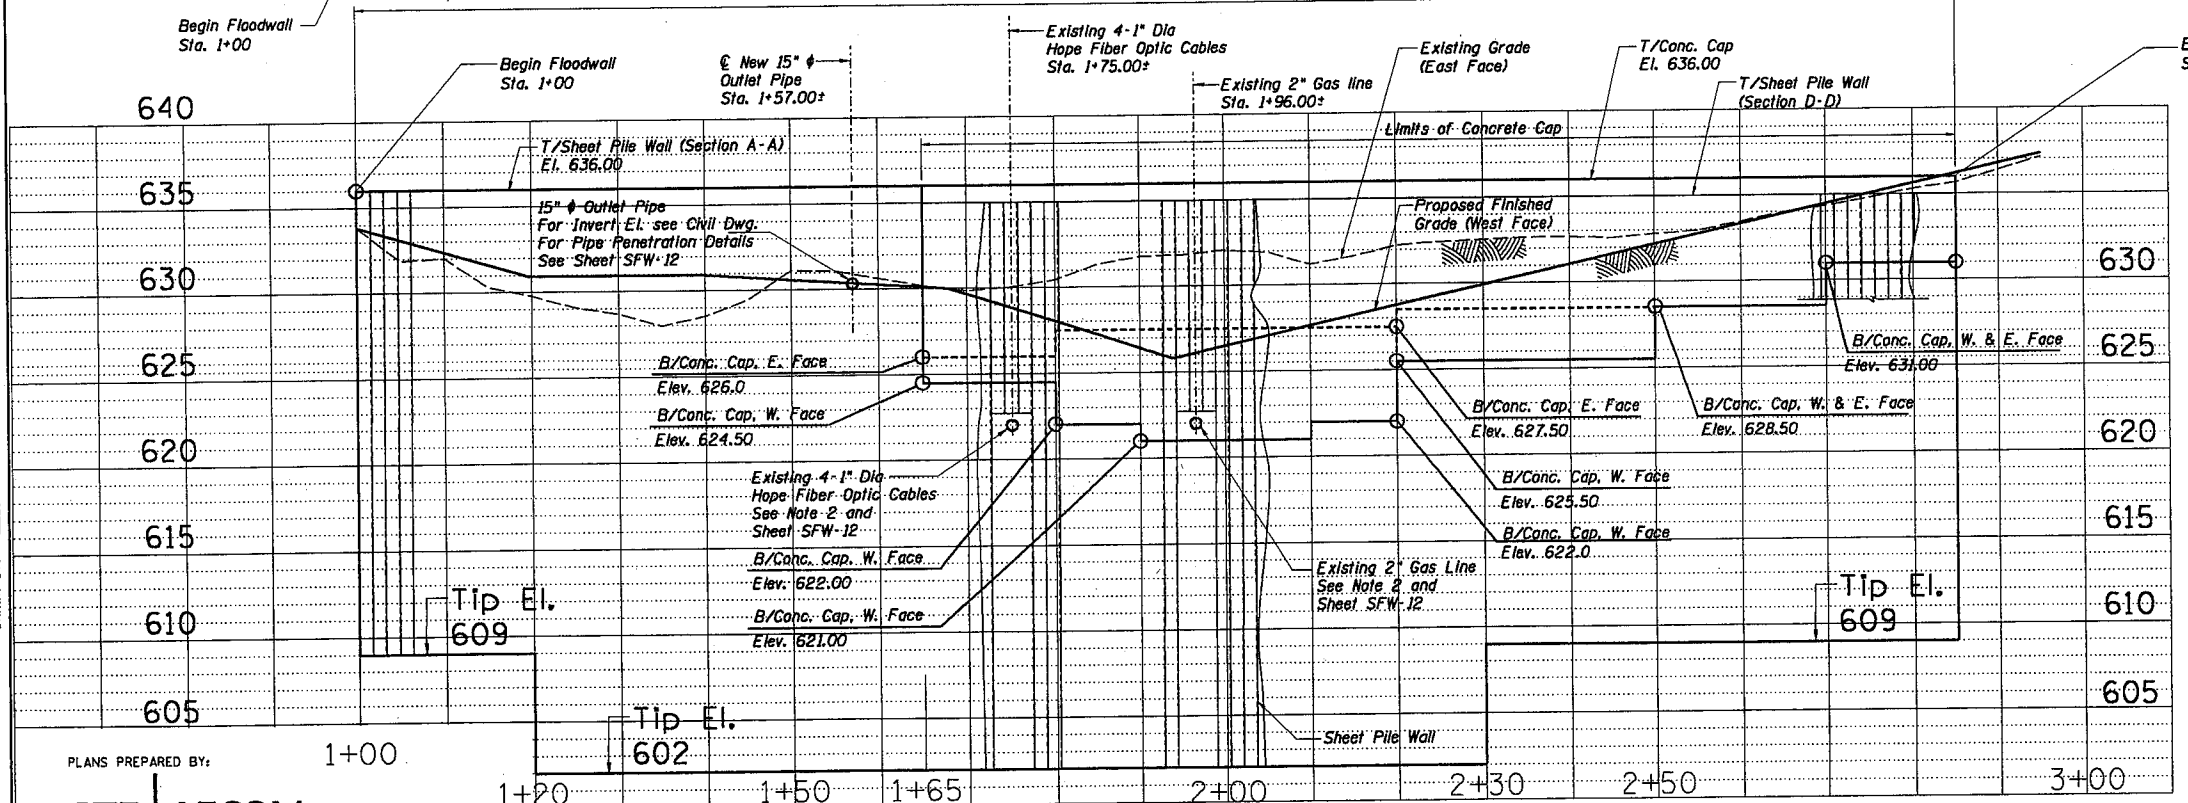 Begin Floodwall
Sta. 1+00
Begin Floodwall
Sta. 1+00
℄ New 15" ϕ
Outlet Pipe
Sta. 1+57.00±
Existing 4-1" Dia
Hope Fiber Optic Cables
Sta. 1+75.00±
Existing 2" Gas line
Sta. 1+96.00±
Existing Grade
(East Face)
T/Conc. Cap
El. 636.00
T/Sheet Pile Wall
(Section D-D)
Limits of Concrete Cap
T/Sheet Pile Wall (Section A-A)
El. 636.00
15" ϕ Outlet Pipe
For Invert El. see Civil Dwg.
For Pipe Penetration Details
See Sheet SFW-12
Proposed Finished
Grade (West Face)
640
635
630
625
620
615
610
605
630
625
620
615
610
605
B/Conc. Cap, E. Face
Elev. 626.0
B/Conc. Cap, W. Face
Elev. 624.50
Existing 4-1" Dia
Hope Fiber Optic Cables
See Note 2 and
Sheet SFW-12
B/Conc. Cap, W. Face
Elev. 622.00
B/Conc. Cap, W. Face
Elev. 621.00
B/Conc. Cap, W. & E. Face
Elev. 631.00
B/Conc. Cap, E. Face
Elev. 627.50
B/Conc. Cap, W. & E. Face
Elev. 628.50
B/Conc. Cap, W. Face
Elev. 625.50
B/Conc. Cap, W. Face
Elev. 622.0
Existing 2" Gas Line
See Note 2 and
Sheet SFW-12
Tip El.
609
Tip El.
602
Tip El.
609
Sheet Pile Wall
PLANS PREPARED BY:
1+00
1+20
1+50
1+65
2+00
2+30
2+50
3+00